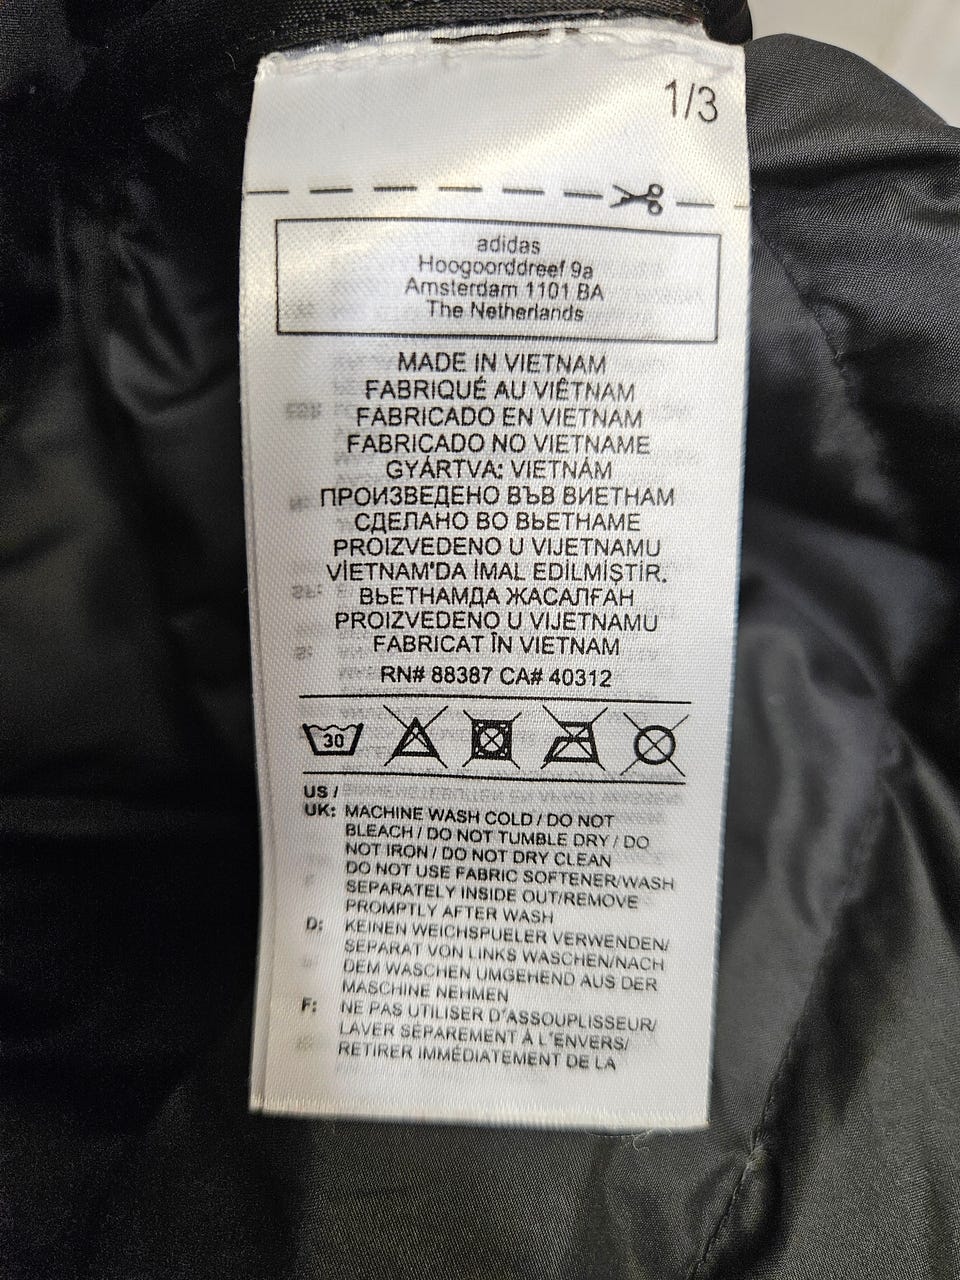 1/3
adidas
Hoogoorddreef 9a
Amsterdam 1101 BA
The Netherlands
MADE IN VIETNAM
FABRIQUÉ AU VIÊTNAM
FABRICADO EN VIETNAM
FABRICADO NO VIETNAME
GYÁRTVA: VIETNÁM
ПРОИЗВЕДЕНО ВЪВ ВИЕТНАМ
СДЕЛАНО ВО ВЬЕТНАМЕ
PROIZVEDENO U VIJETNAMU
VİETNAM'DA İMAL EDİLMİŞTİR.
ВЬЕТНАМДА ЖАСАЛҒАН
PROIZVEDENO U VIJETNAMU
FABRICAT ÎN VIETNAM
RN# 88387 CA# 40312
30
US /
UK: MACHINE WASH COLD / DO NOT
BLEACH / DO NOT TUMBLE DRY / DO
NOT IRON / DO NOT DRY CLEAN
DO NOT USE FABRIC SOFTENER/WASH
SEPARATELY INSIDE OUT/REMOVE
PROMPTLY AFTER WASH
D: KEINEN WEICHSPUELER VERWENDEN/
SEPARAT VON LINKS WASCHEN/NACH
DEM WASCHEN UMGEHEND AUS DER
MASCHINE NEHMEN
F: NE PAS UTILISER D'ASSOUPLISSEUR/
LAVER SÉPAREMENT À L'ENVERS/
RETIRER IMMÉDIATEMENT DE LA